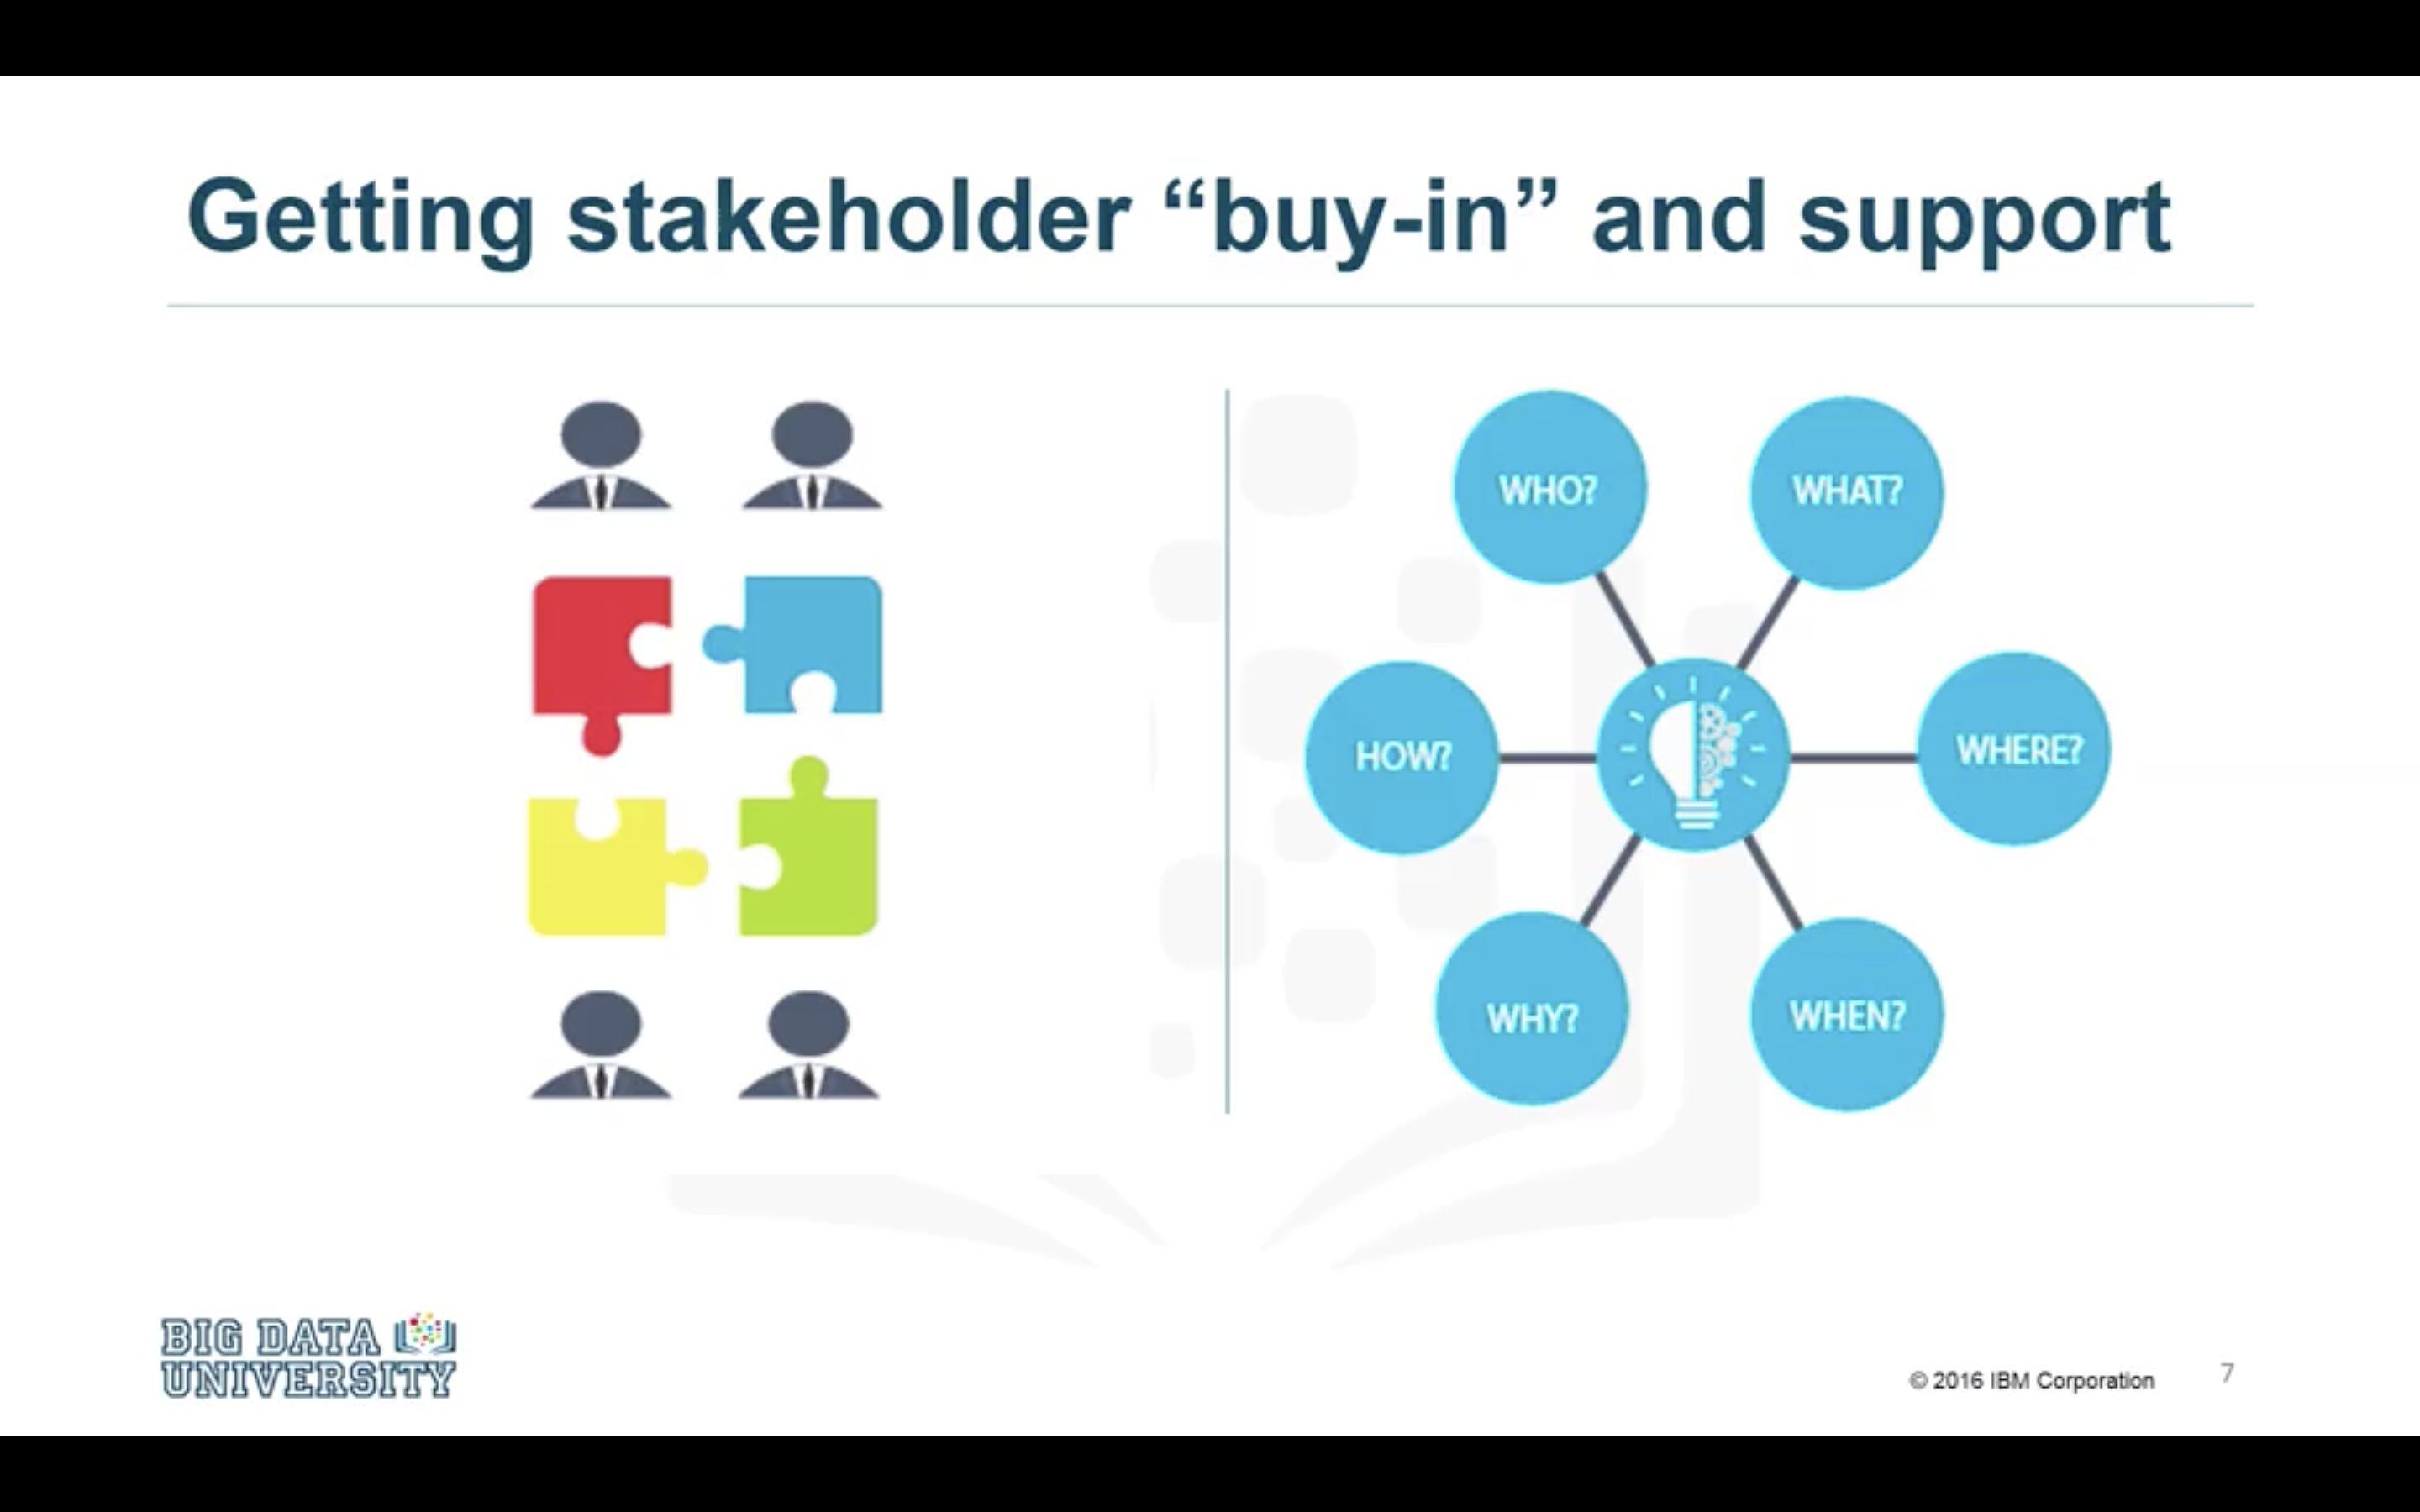 Getting stakeholder “buy-in” and support
WHO?
WHAT?
HOW?
WHERE?
WHY?
WHEN?
BIG DATA
UNIVERSITY
© 2016 IBM Corporation
7